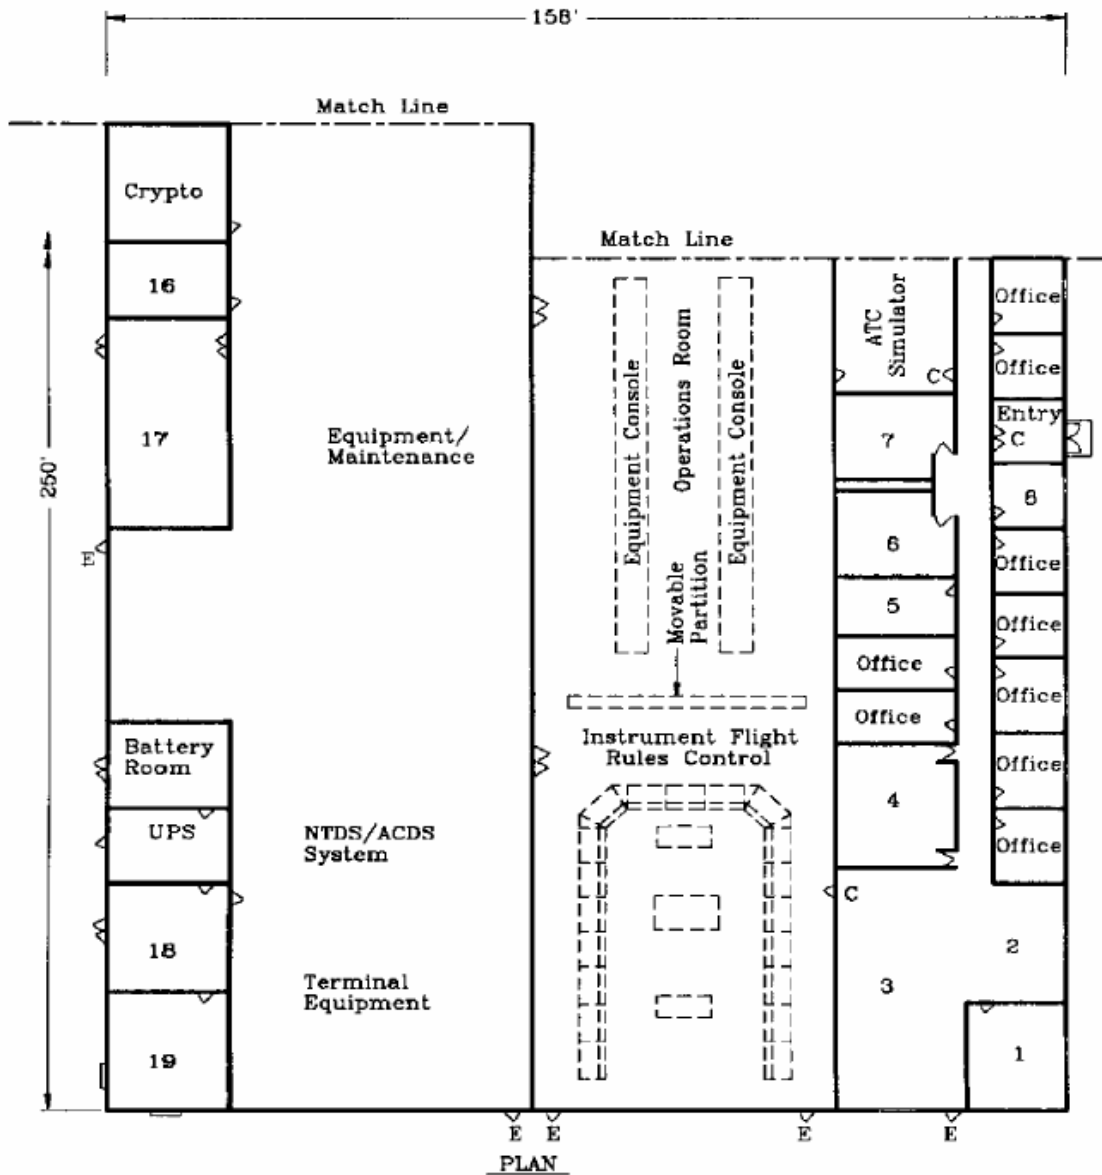 158'
Match Line
Crypto
Match Line
16
Office
ATC
Simulator
Operations Room
Equipment Console
Equipment Console
Office
C
Entry
C
17
Equipment/
Maintenance
7
250'
8
E
6
Office
Movable
Partition
5
Office
Office
Office
Office
Battery
Room
Instrument Flight
Rules Control
Office
4
UPS
NTDS/ACDS
System
Office
C
18
2
Terminal
Equipment
3
19
1
E
E
E
E
PLAN